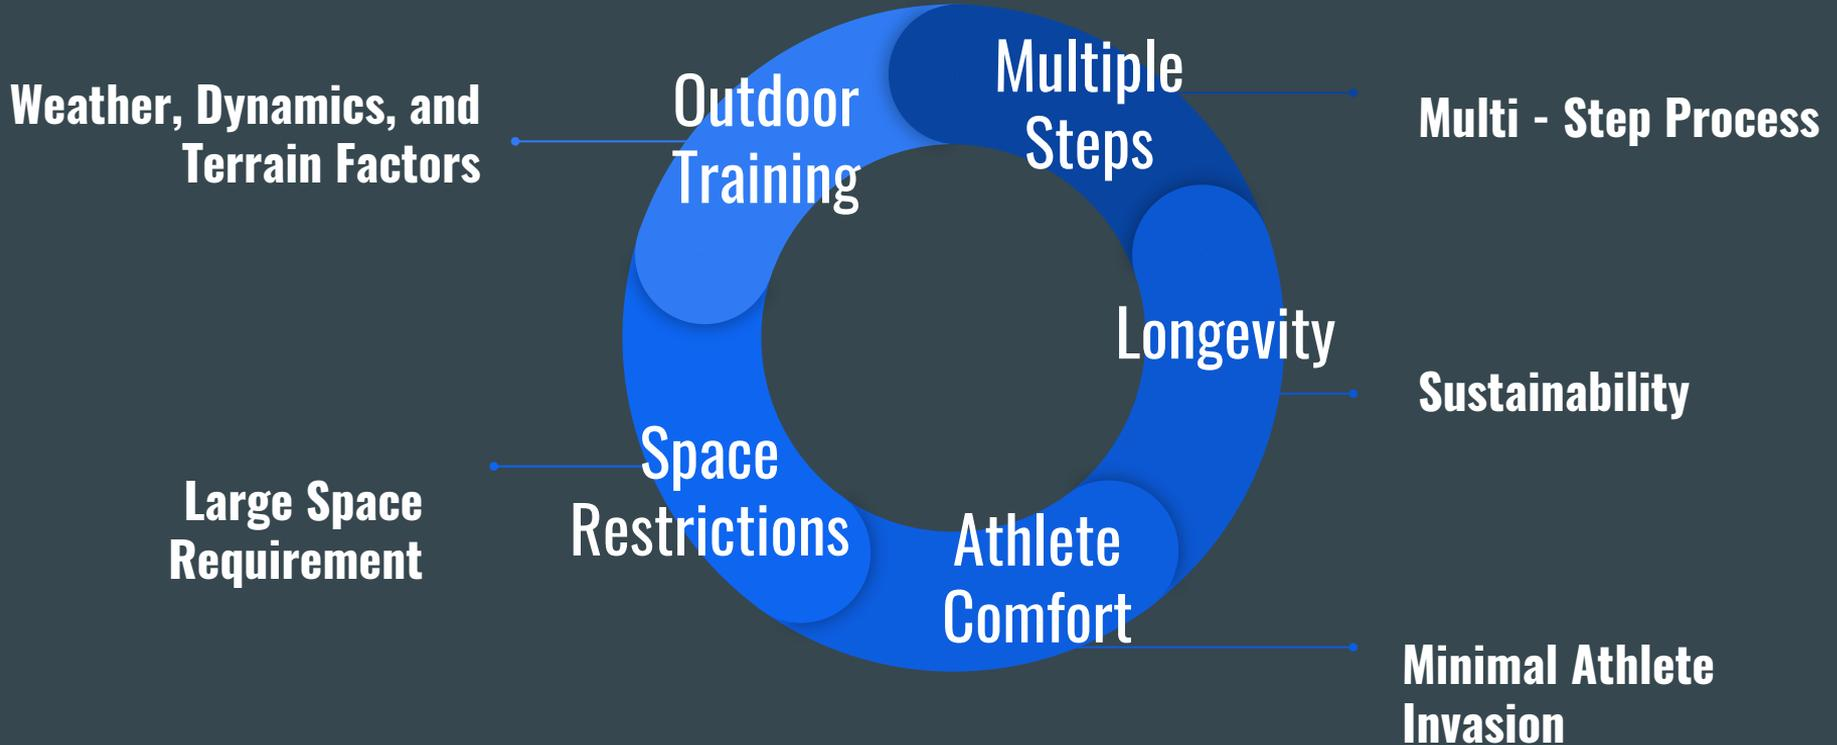 Multiple
Steps
Multi - Step Process
Longevity
Sustainability
Athlete
Comfort
Minimal Athlete
Invasion
Space
Restrictions
Large Space
Requirement
Outdoor
Training
Weather, Dynamics, and
Terrain Factors